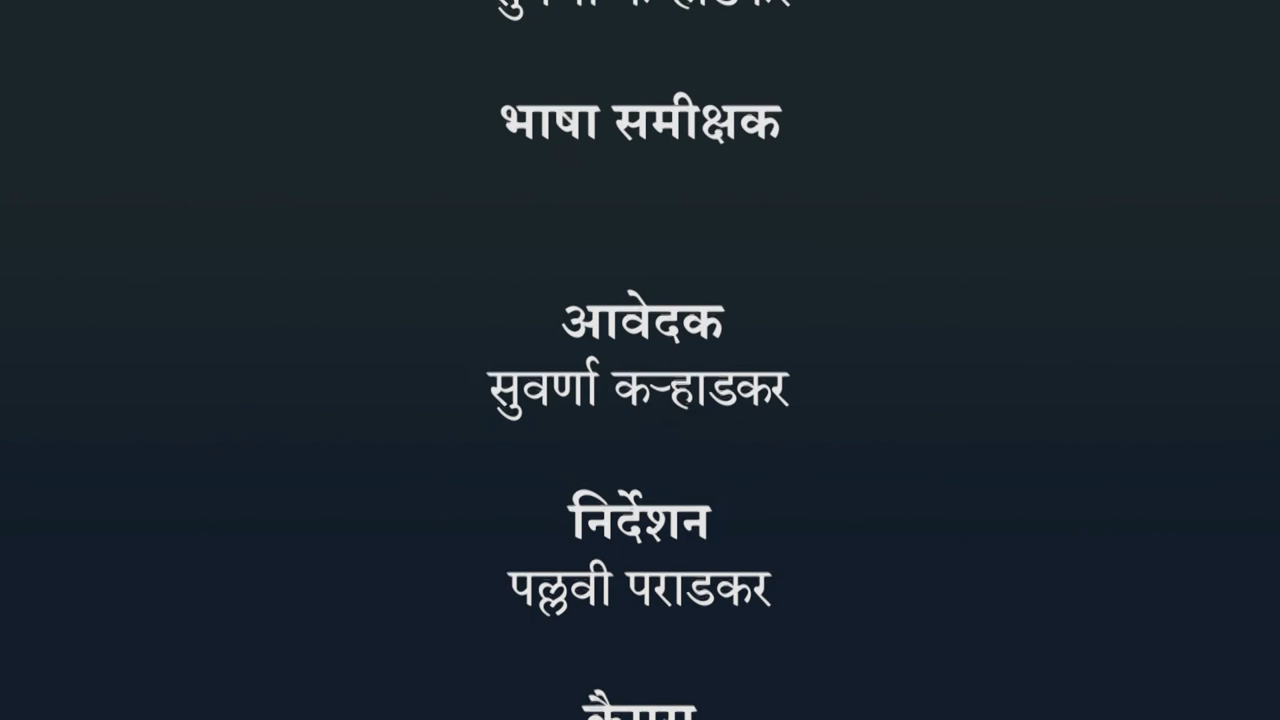 भाषा समीक्षक
आवेदक
सुवर्णा कऱ्हाडकर
निर्देशन
पल्लवी पराडकर